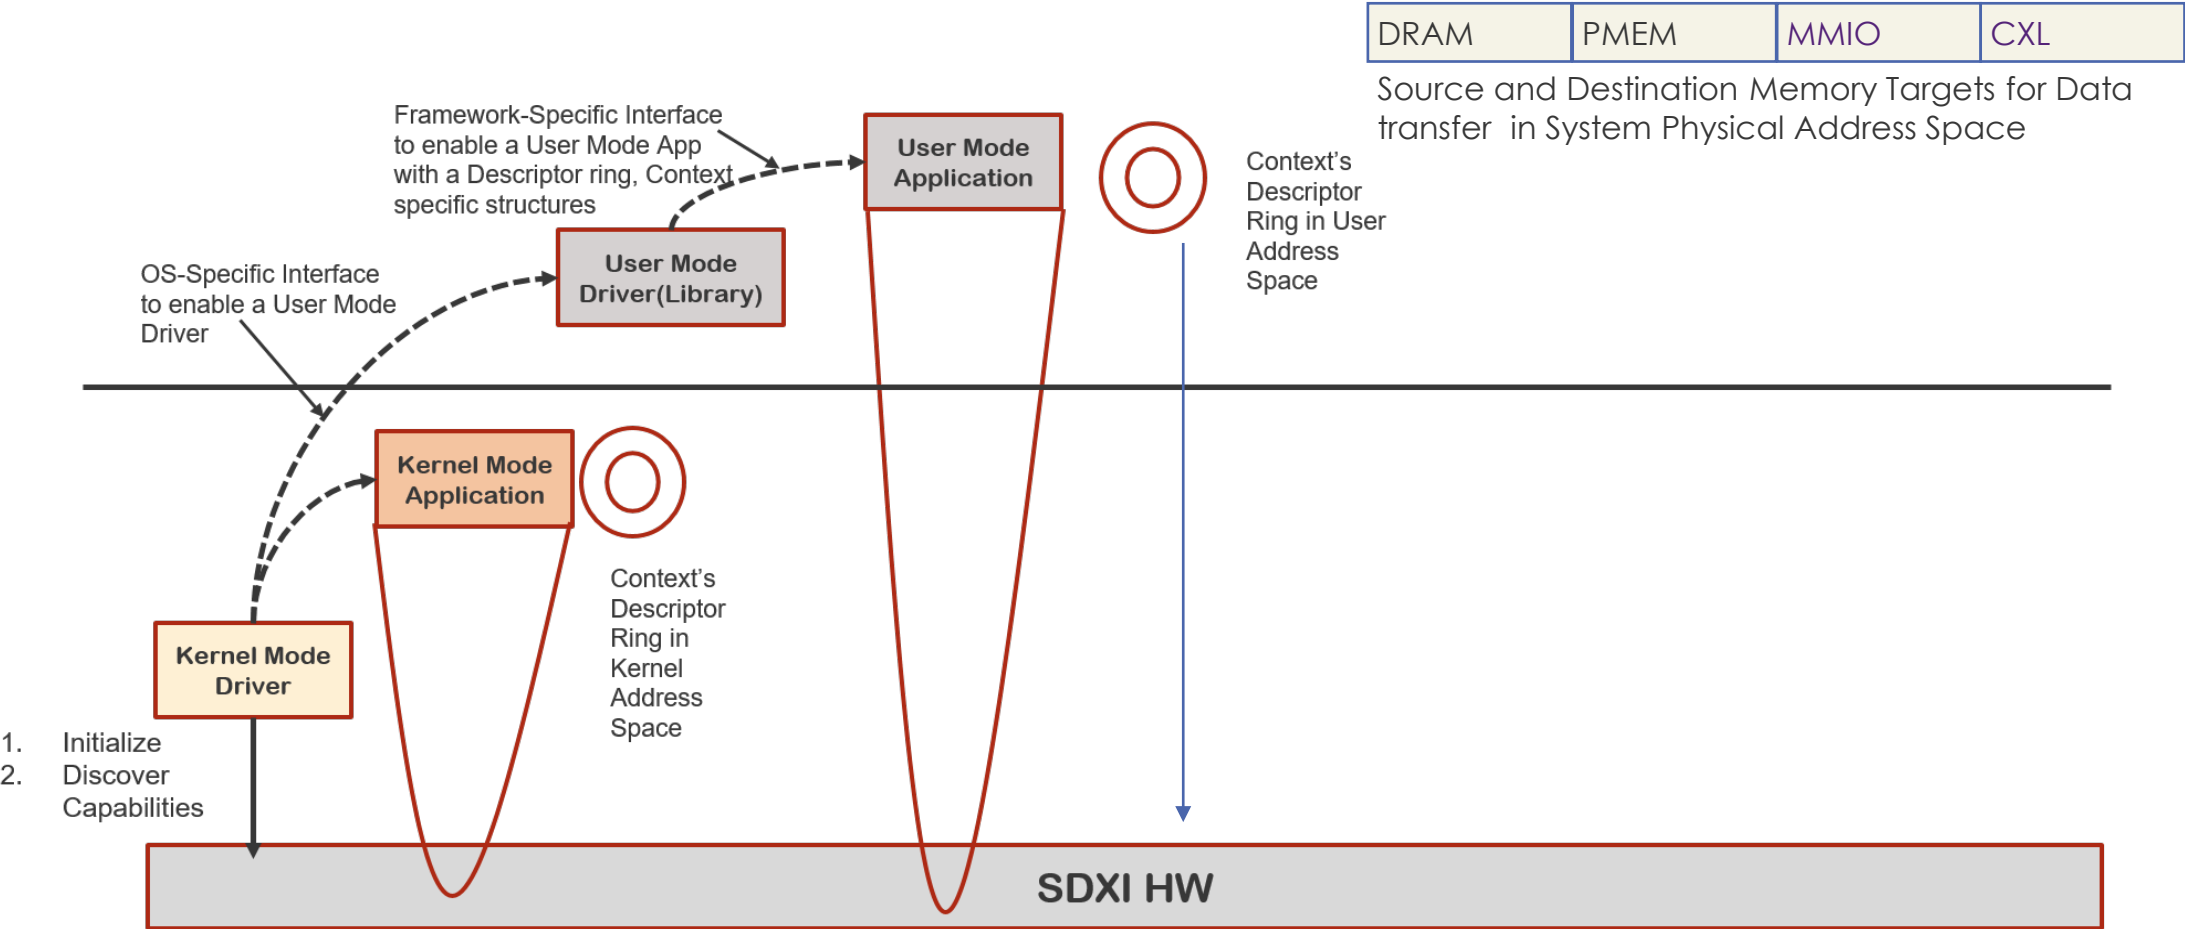 DRAM
PMEM
MMIO
CXL
Source and Destination Memory Targets for Data
transfer in System Physical Address Space
Framework-Specific Interface
to enable a User Mode App
with a Descriptor ring, Context
specific structures
User Mode
Application
Context’s
Descriptor
Ring in User
Address
Space
OS-Specific Interface
to enable a User Mode
Driver
User Mode
Driver(Library)
Kernel Mode
Application
Context’s
Descriptor
Ring in
Kernel
Address
Space
Kernel Mode
Driver
1. Initialize
2. Discover
Capabilities
SDXI HW